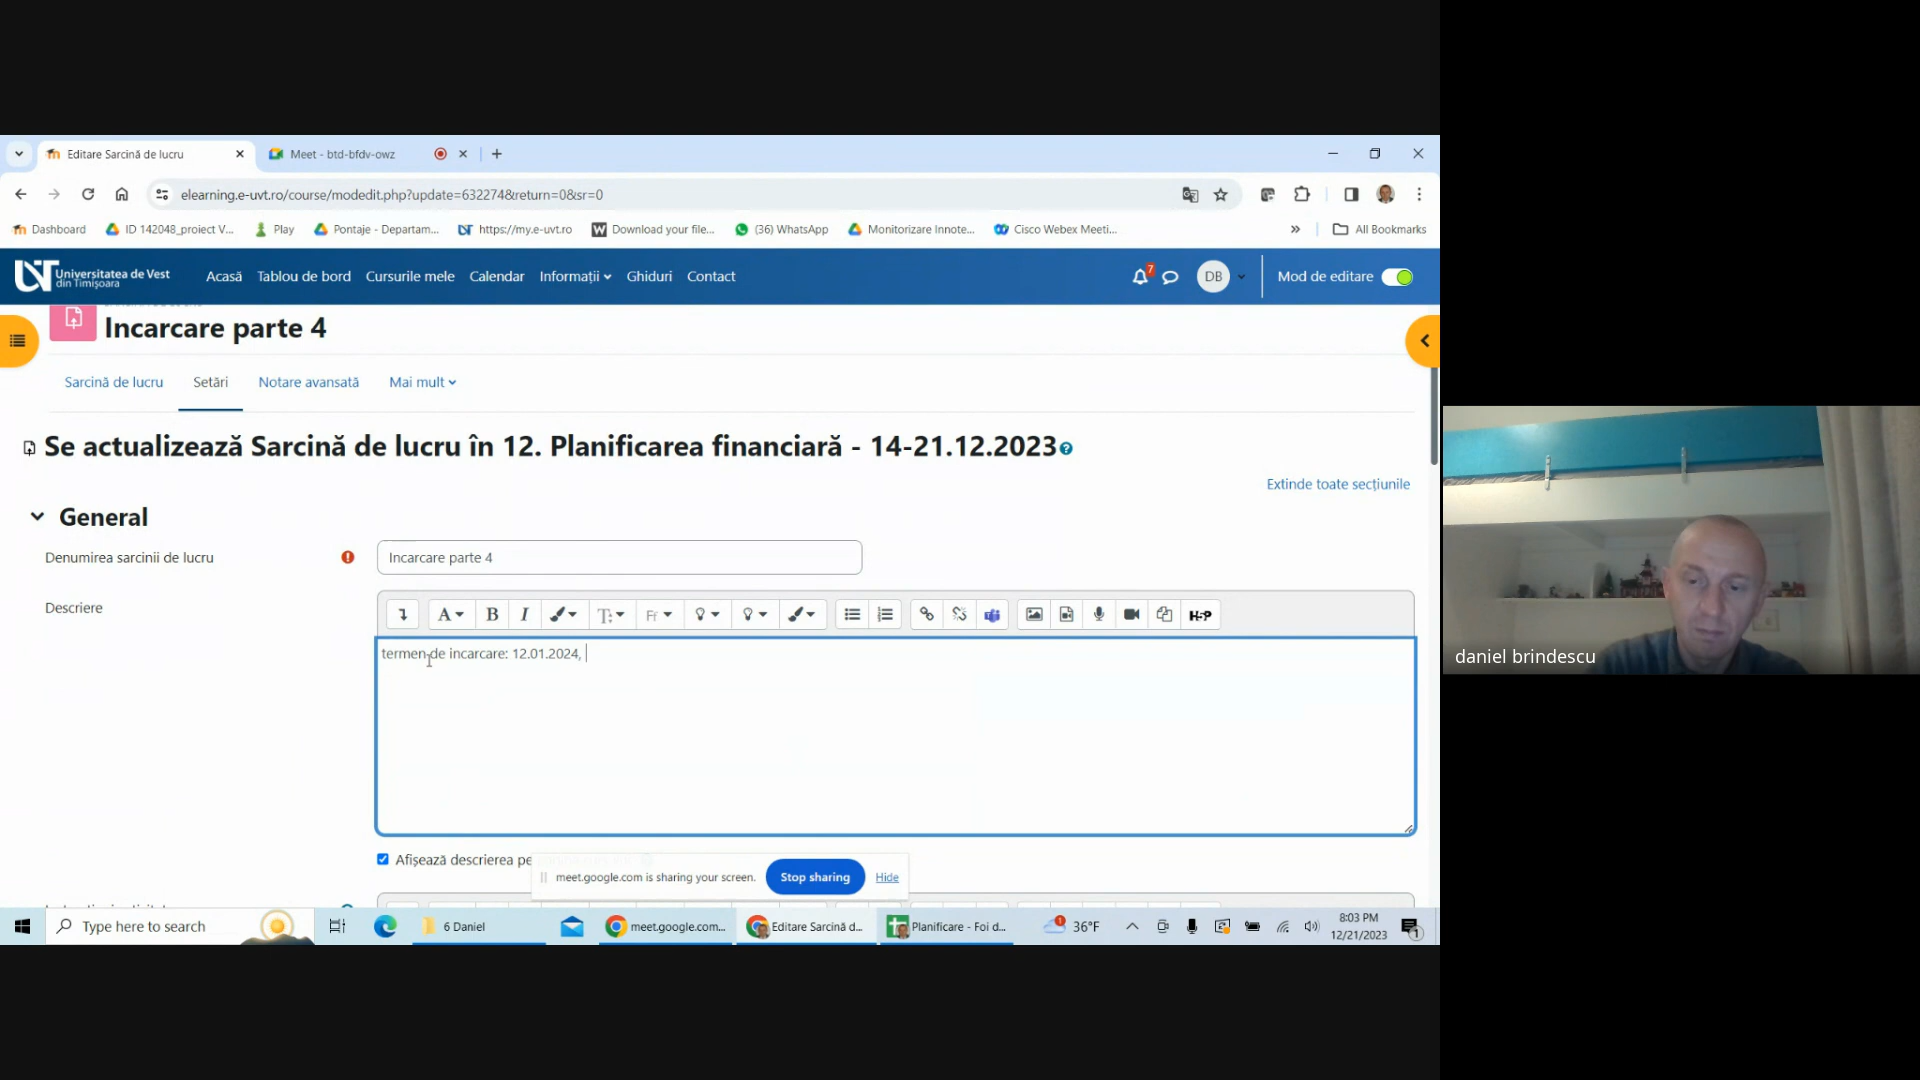 Editare Sarcină de lucru
Meet - btd-bfdv-owz
elearning.e-uvt.ro/course/modedit.php?update=632274&return=0&sr=0
Dashboard
ID 142048_proiect V...
Play
Pontaje - Departam...
https://my.e-uvt.ro
Download your file...
(36) WhatsApp
Monitorizare Innote...
Cisco Webex Meeti...
All Bookmarks
Universitatea de Vest
din Timișoara
Acasă
Tablou de bord
Cursurile mele
Calendar
Informații
Ghiduri
Contact
7
DB
Mod de editare
Incarcare parte 4
Sarcină de lucru
Setări
Notare avansată
Mai mult
Se actualizează Sarcină de lucru în 12. Planificarea financiară - 14-21.12.2023
Extinde toate secțiunile
General
Denumirea sarcinii de lucru
Incarcare parte 4
Descriere
H5P
termen de incarcare: 12.01.2024,
Afișează descrierea pe
meet.google.com is sharing your screen.
Stop sharing
Hide
Type here to search
6 Daniel
meet.google.com...
Editare Sarcină d...
Planificare - Foi d...
1
36°F
8:03 PM
12/21/2023
1
daniel brindescu